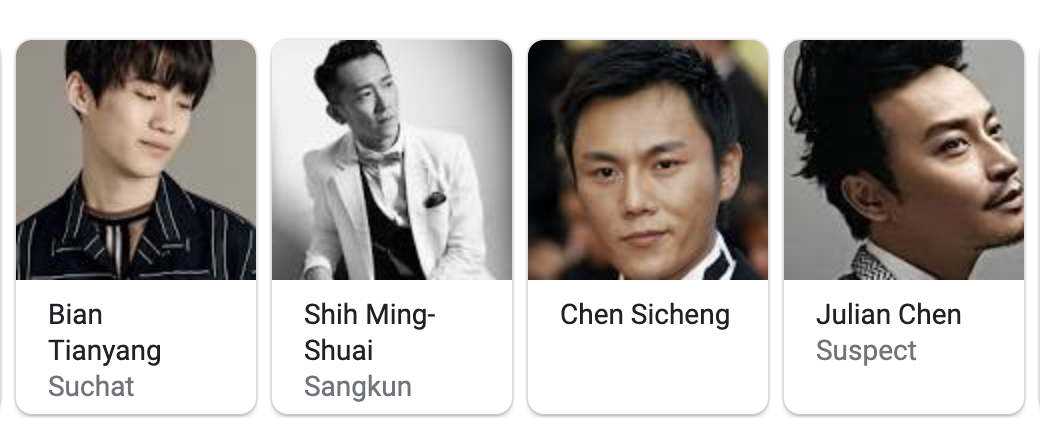 Bian
Tianyang
Suchat
Shih Ming-
Shuai
Sangkun
Chen Sicheng
Julian Chen
Suspect